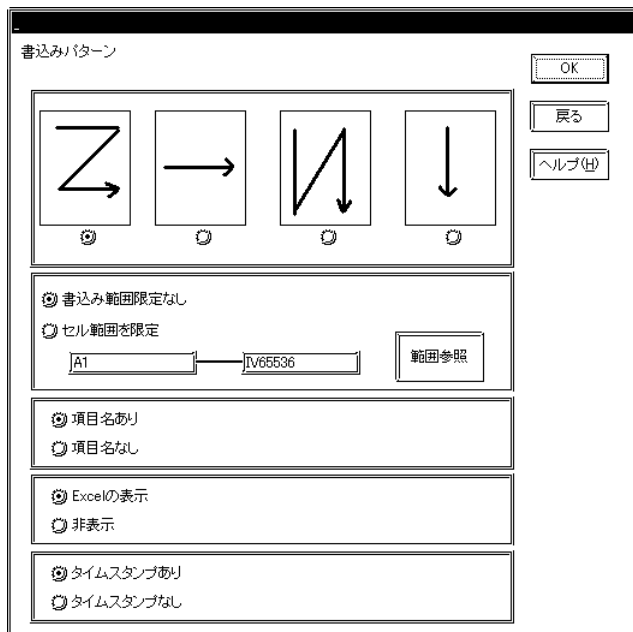 書込みパターン
OK
戻る
ヘルプ(H)
書込み範囲限定なし
セル範囲を限定
A1
IV65536
範囲参照
項目名あり
項目名なし
Excelの表示
非表示
タイムスタンプあり
タイムスタンプなし